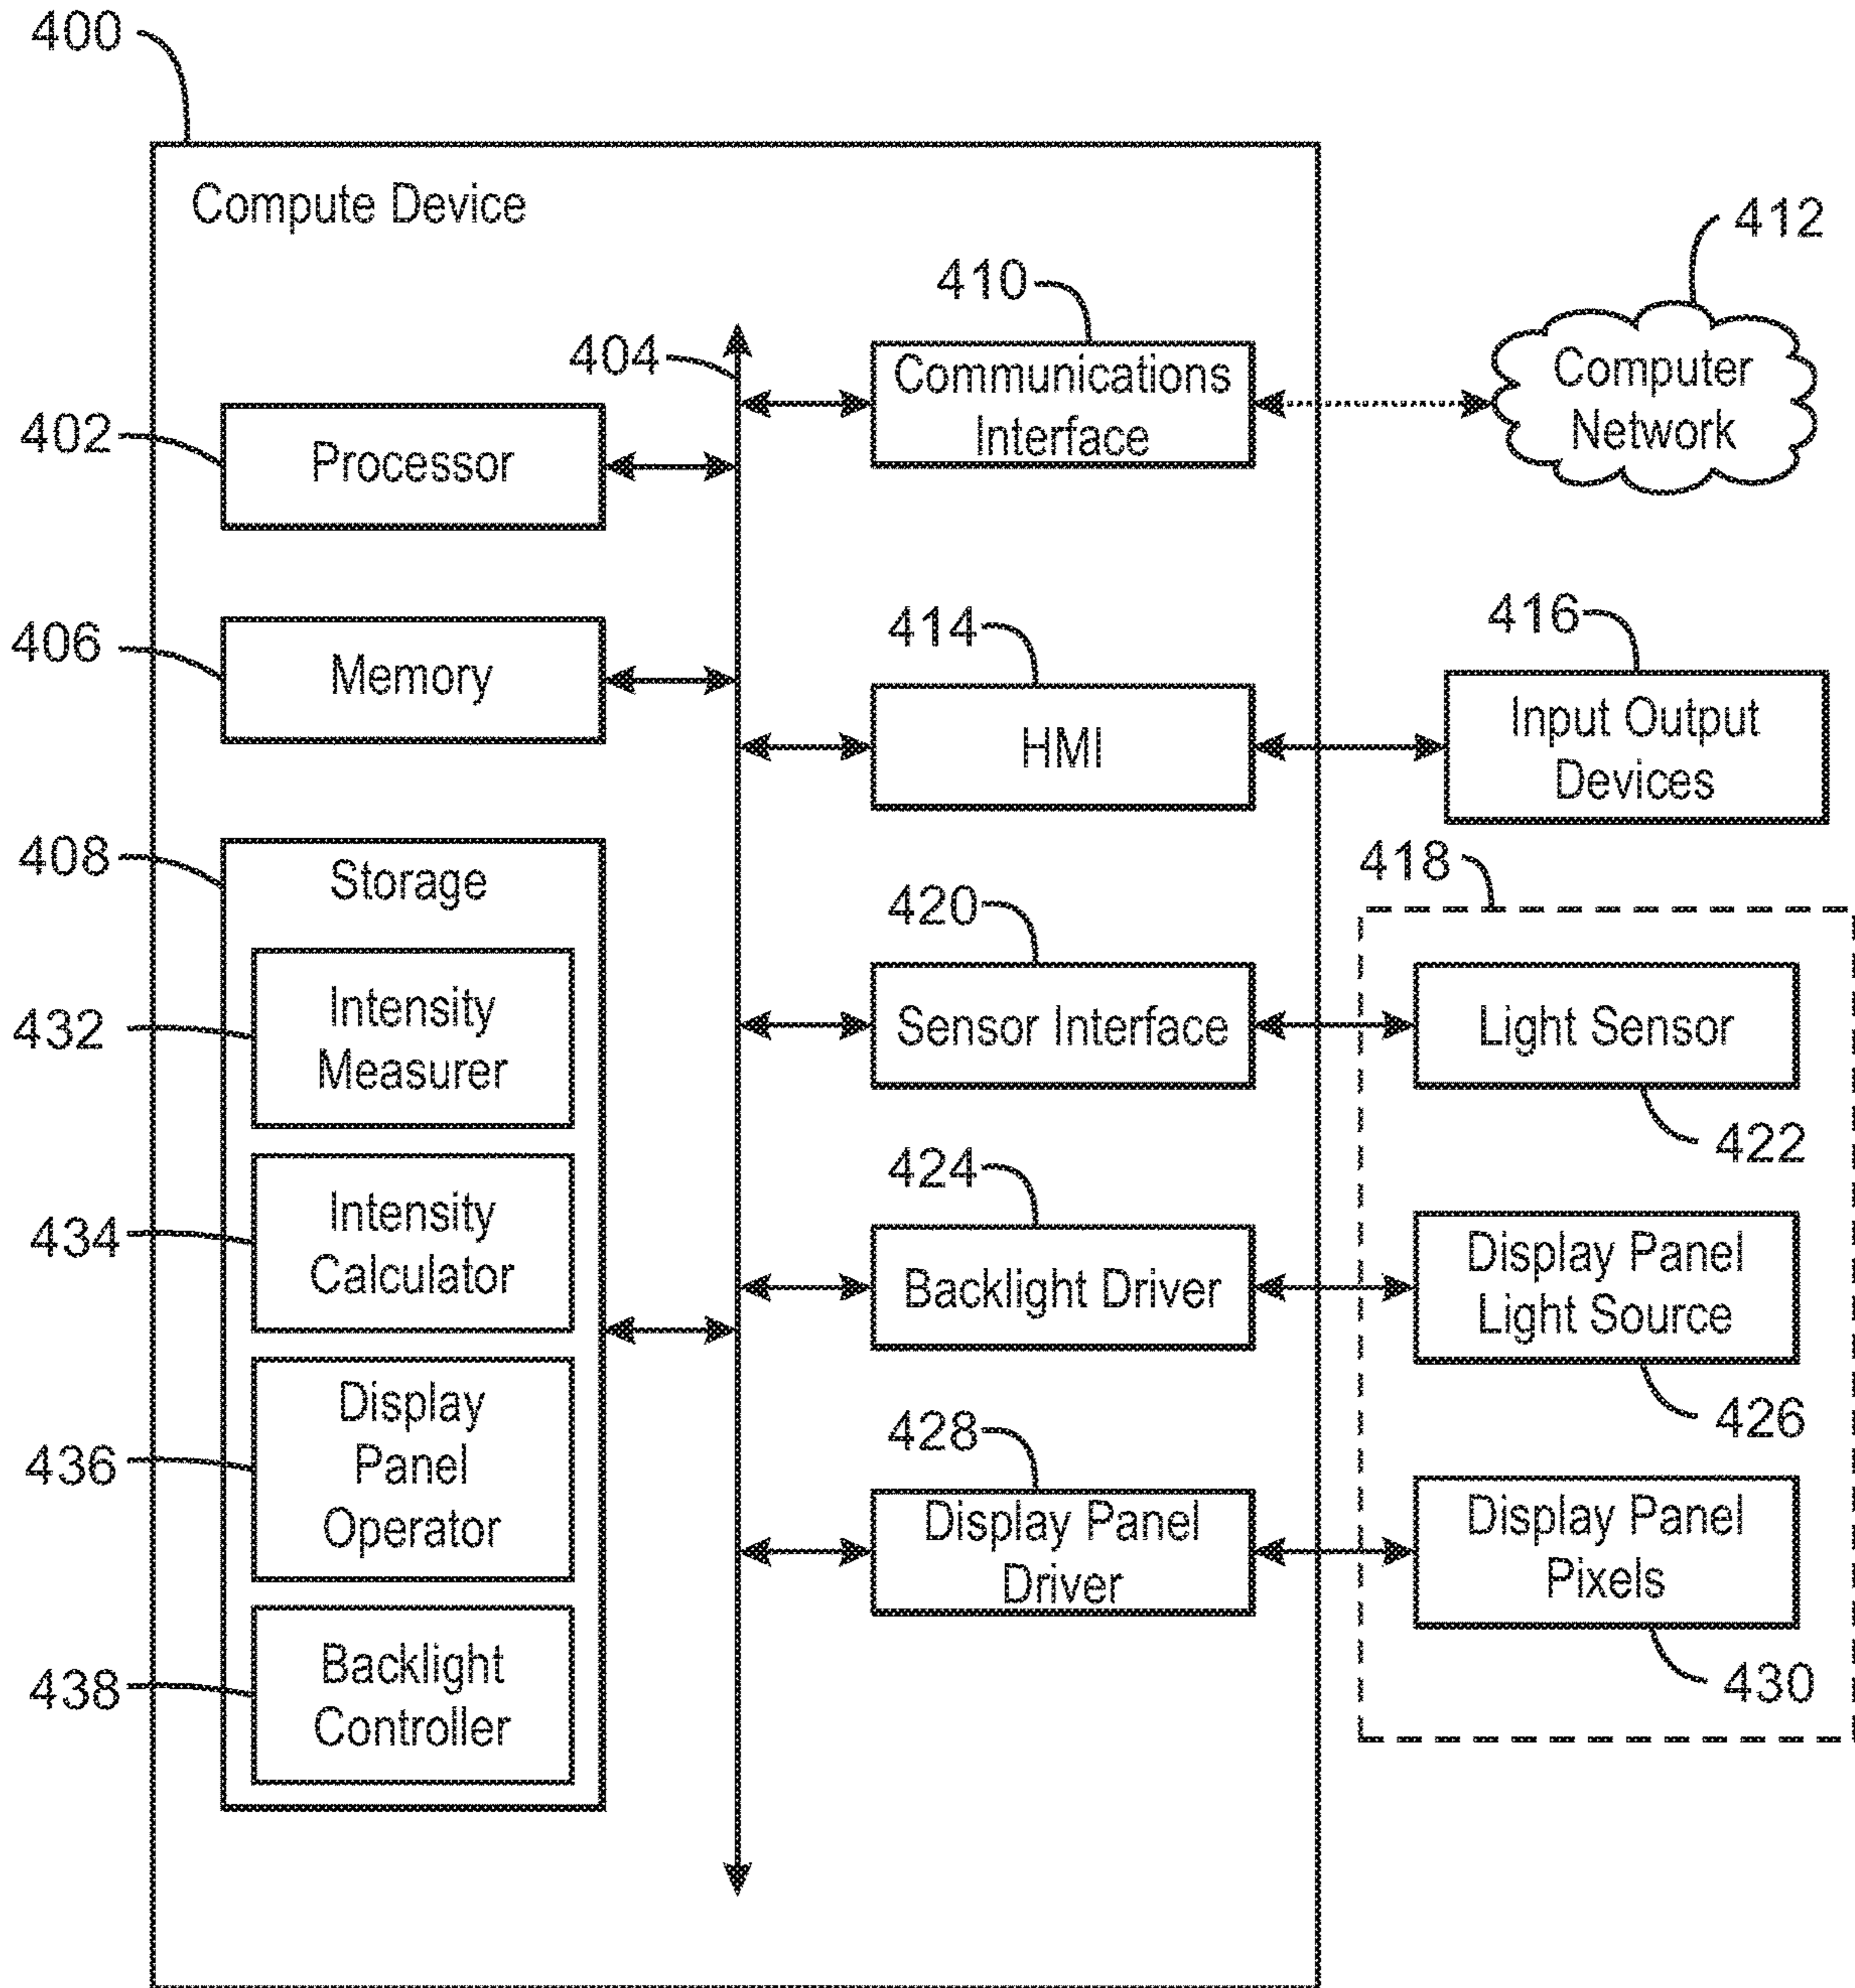 400
Compute Device
412
410
404
Communications
Interface
Computer
Network
402
Processor
414
416
406
Memory
HMI
Input Output
Devices
408
Storage
418
420
432
Intensity
Measurer
Sensor Interface
Light Sensor
422
424
434
Intensity
Calculator
Backlight Driver
Display Panel
Light Source
426
428
436
Display
Panel
Operator
Display Panel
Driver
Display Panel
Pixels
430
438
Backlight
Controller